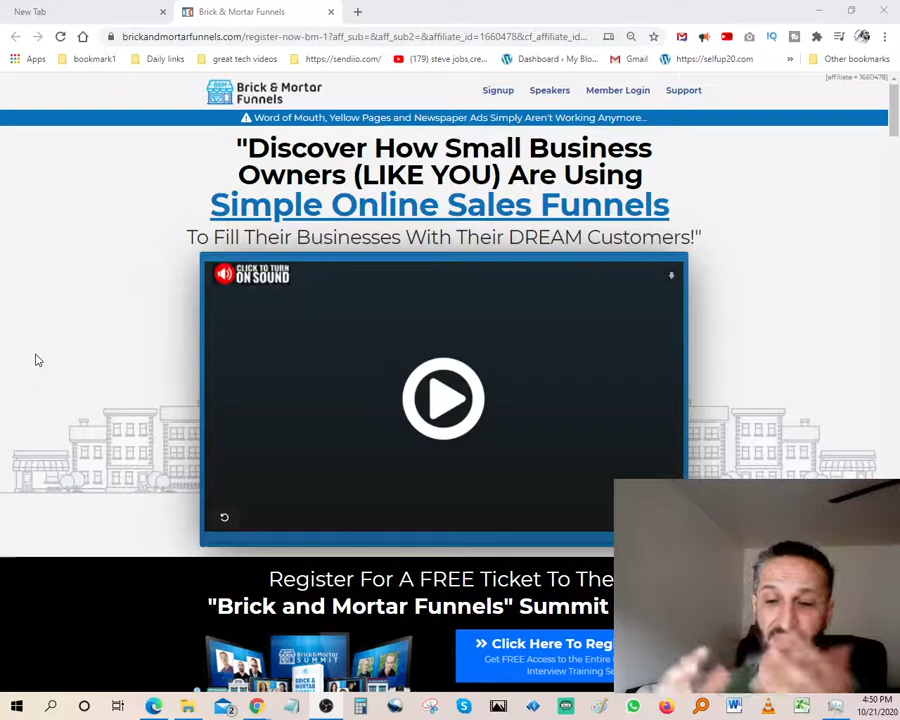 New Tab
Brick & Mortar Funnels
brickandmortarfunnels.com/register-now-bm-1?aff_sub=&aff_sub2=&affiliate_id=1660478&cf_affiliate_id...
Apps
bookmark1
Daily links
great tech videos
https://sendiio.com/
(179) steve jobs,cre...
Dashboard ‹ My Blo...
Gmail
https://selfup20.com
Other bookmarks
[affiliate = 1660478]
Brick & Mortar
Funnels
Signup
Speakers
Member Login
Support
Word of Mouth, Yellow Pages and Newspaper Ads Simply Aren't Working Anymore...
"Discover How Small Business
Owners (LIKE YOU) Are Using
Simple Online Sales Funnels
To Fill Their Businesses With Their DREAM Customers!"
CLICK TO TURN
ON SOUND
Register For A FREE Ticket To The
"Brick and Mortar Funnels" Summit
Click Here To Reg
Get FREE Access to the Entire
Interview Training Se
4:50 PM
10/21/2020